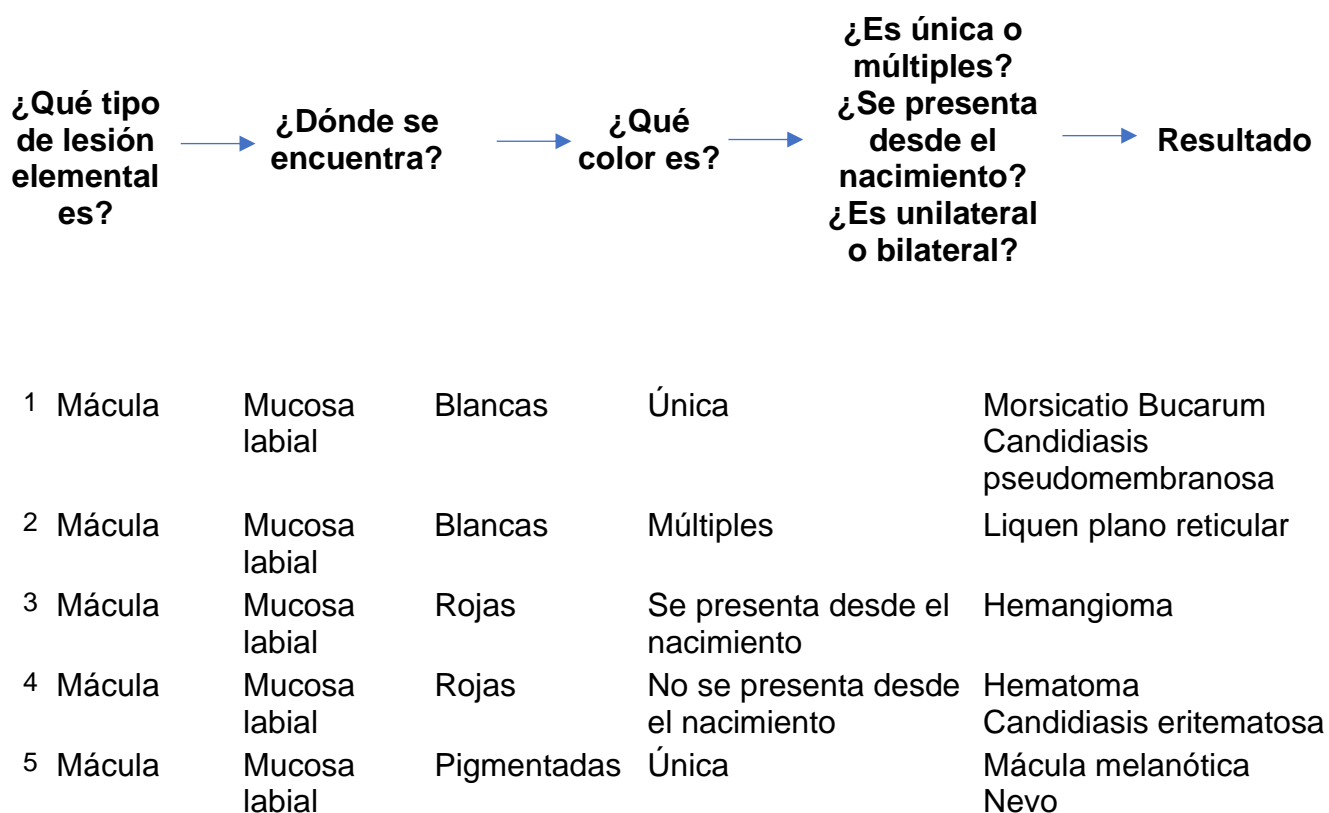 ¿Qué tipo
de lesión
elemental
es?
¿Dónde se
encuentra?
¿Qué
color es?
¿Es única o
múltiples?
¿Se presenta
desde el
nacimiento?
¿Es unilateral
o bilateral?
Resultado
1 Mácula Mucosa Blancas Única Morsicatio Bucarum
labial Candidiasis
pseudomembranosa
2 Mácula Mucosa Blancas Múltiples Liquen plano reticular
labial
3 Mácula Mucosa Rojas Se presenta desde el Hemangioma
labial nacimiento
4 Mácula Mucosa Rojas No se presenta desde Hematoma
labial el nacimiento Candidiasis eritematosa
5 Mácula Mucosa Pigmentadas Única Mácula melanótica
labial Nevo